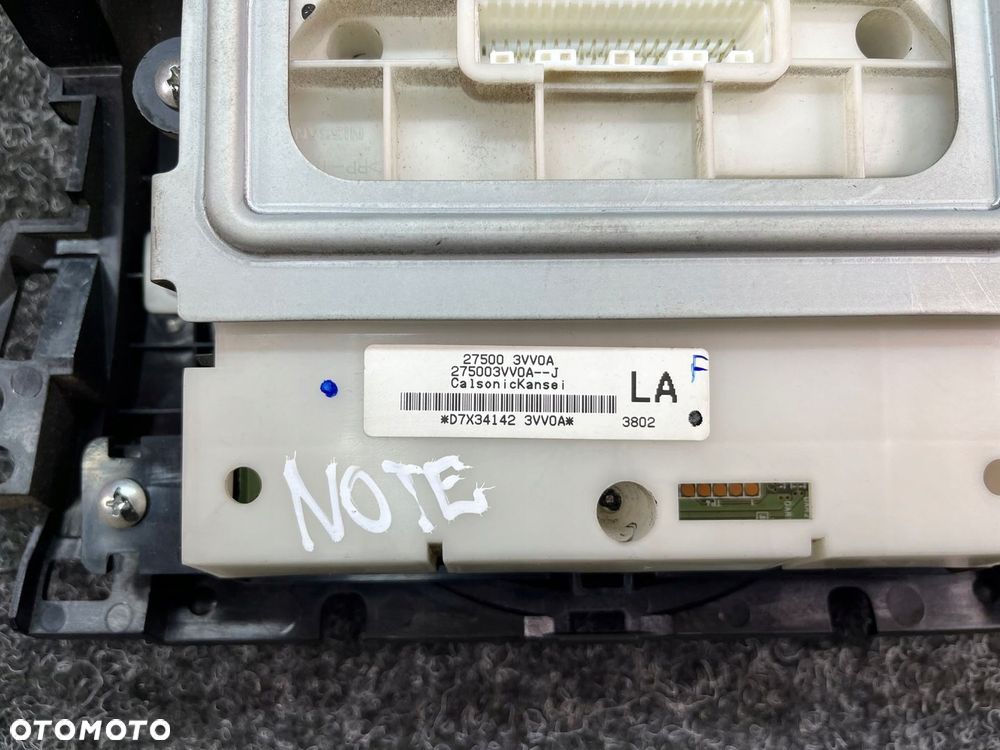 27500 3VV0A
275003VV0A--J
CalsonicKansei
*D7X34142 3VV0A*
LA
F
3802
NOTE
OTOMOTO